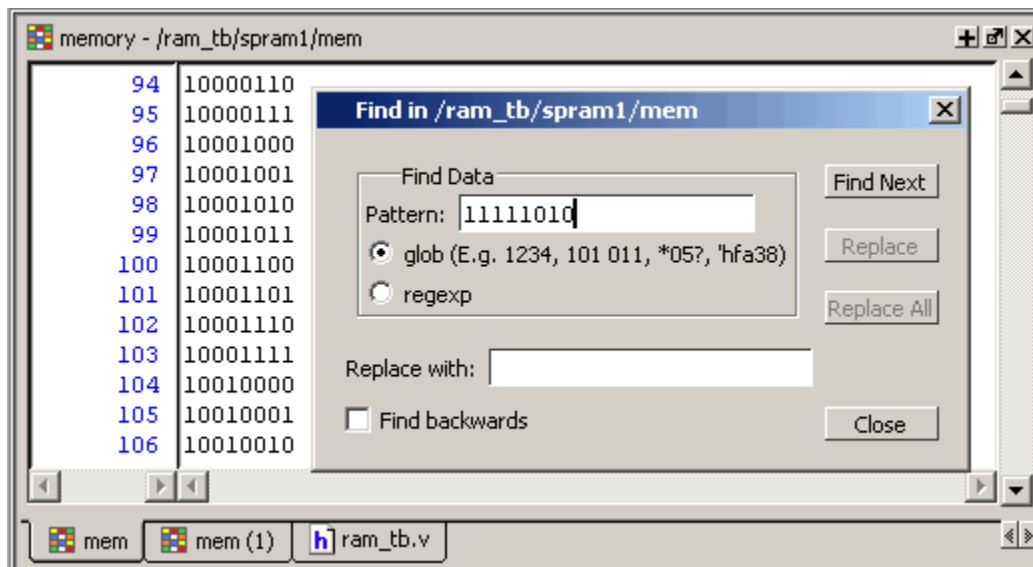 memory - /ram_tb/spram1/mem
94 10000110
95 10000111
96 10001000
97 10001001
98 10001010
99 10001011
100 10001100
101 10001101
102 10001110
103 10001111
104 10010000
105 10010001
106 10010010
Find in /ram_tb/spram1/mem
Find Data
Pattern: 11111010
glob (E.g. 1234, 101 011, *05?, 'hfa38)
regexp
Replace with:
Find backwards
Find Next
Replace
Replace All
Close
mem mem (1) h ram_tb.v